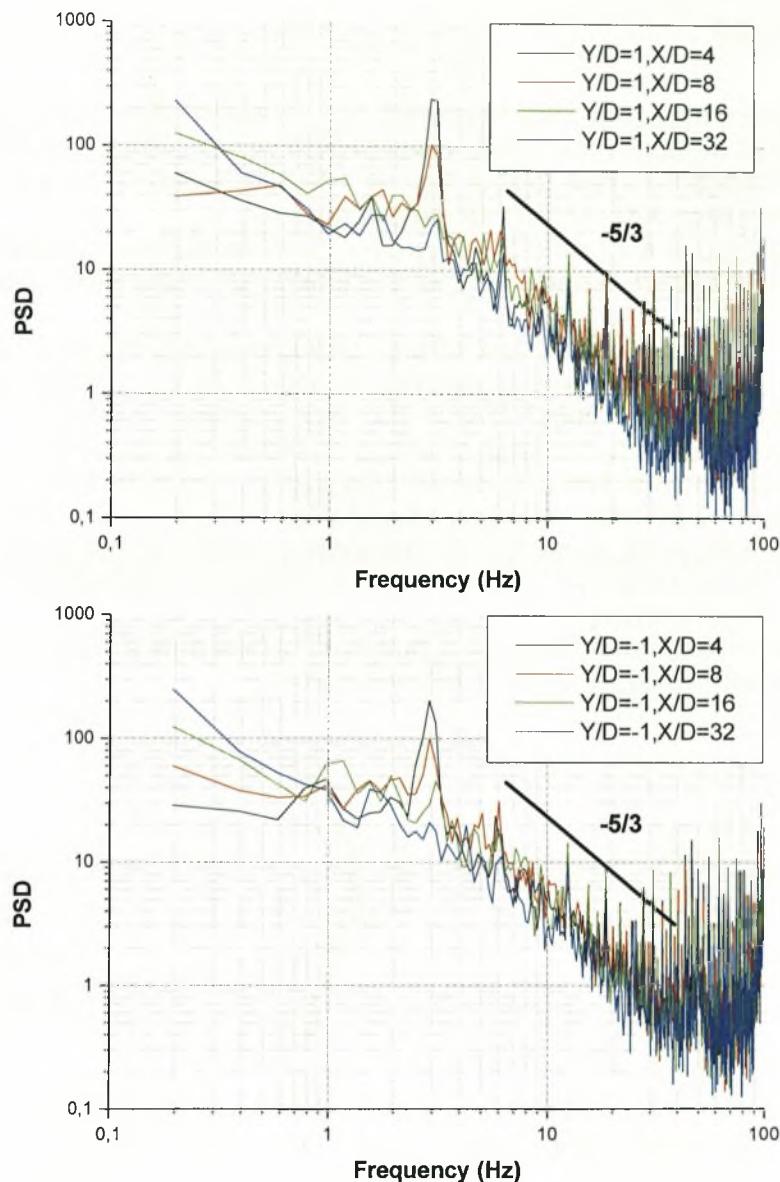 1000
100
10
1
0,1
PSD
0,1
1
10
100
Frequency (Hz)
Y/D=1,X/D=4
Y/D=1,X/D=8
Y/D=1,X/D=16
Y/D=1,X/D=32
-5/3
1000
100
10
1
0,1
PSD
0,1
1
10
100
Frequency (Hz)
Y/D=-1,X/D=4
Y/D=-1,X/D=8
Y/D=-1,X/D=16
Y/D=-1,X/D=32
-5/3